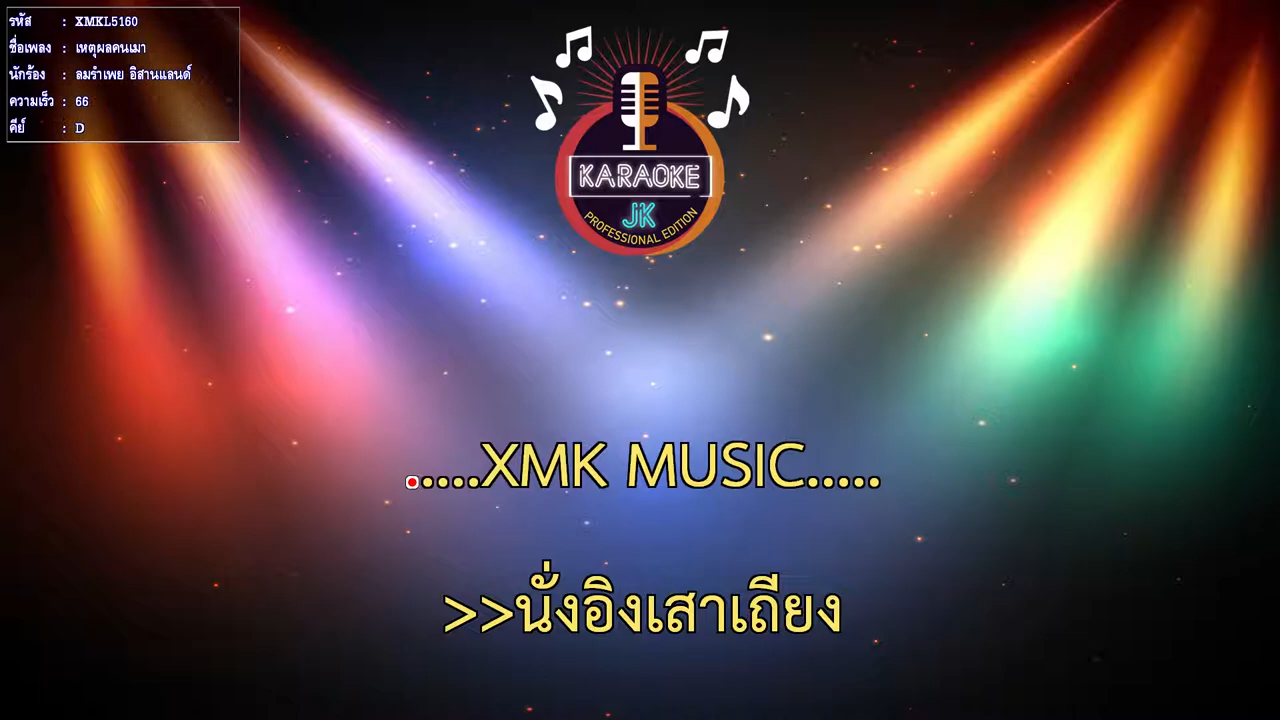 รหัส : XMKL5160
ชื่อเพลง : เหตุผลคนเมา
นักร้อง : ลมรำเพย อิสานแลนด์
ความเร็ว : 66
คีย์ : D
KARAOKE
JK
PROFESSIONAL EDITION
.....XMK MUSIC.....
>>นั่งอิงเสาเถียง